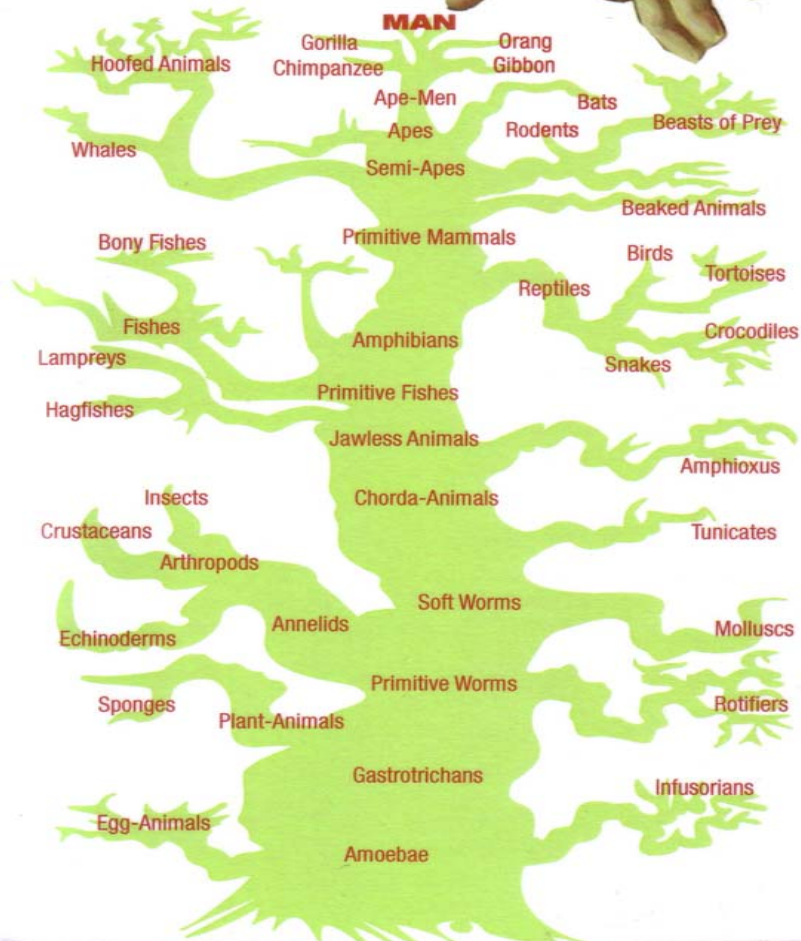 MAN
Gorilla
Orang
Hoofed Animals
Chimpanzee
Gibbon
Ape-Men
Bats
Apes
Rodents
Beasts of Prey
Whales
Semi-Apes
Beaked Animals
Primitive Mammals
Bony Fishes
Birds
Tortoises
Reptiles
Fishes
Crocodiles
Amphibians
Lampreys
Snakes
Primitive Fishes
Hagfishes
Jawless Animals
Amphioxus
Insects
Chorda-Animals
Crustaceans
Tunicates
Arthropods
Soft Worms
Annelids
Molluscs
Echinoderms
Primitive Worms
Sponges
Rotifiers
Plant-Animals
Gastrotrichans
Infusorians
Egg-Animals
Amoebae